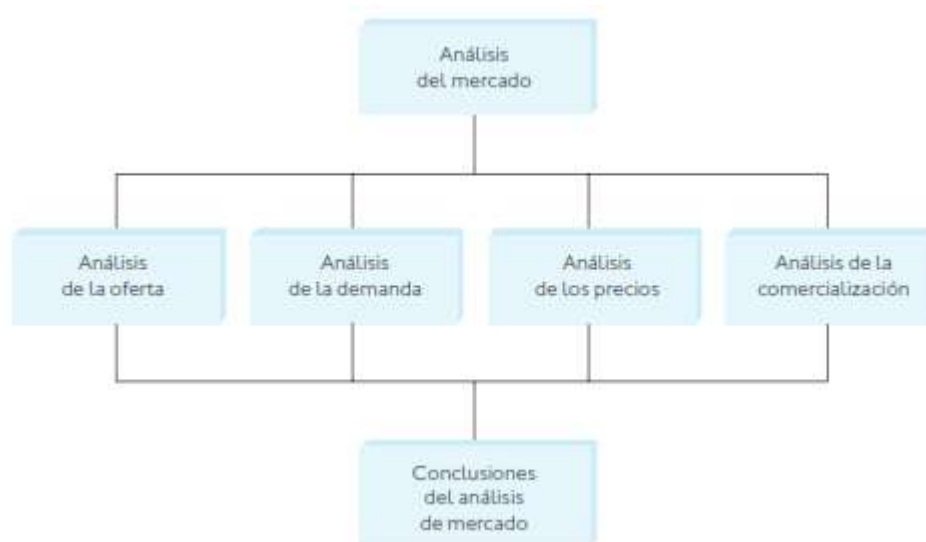 Análisis
del mercado
Análisis
de la oferta
Análisis
de la demanda
Análisis
de los precios
Análisis de la
comercialización
Conclusiones
del análisis
de mercado